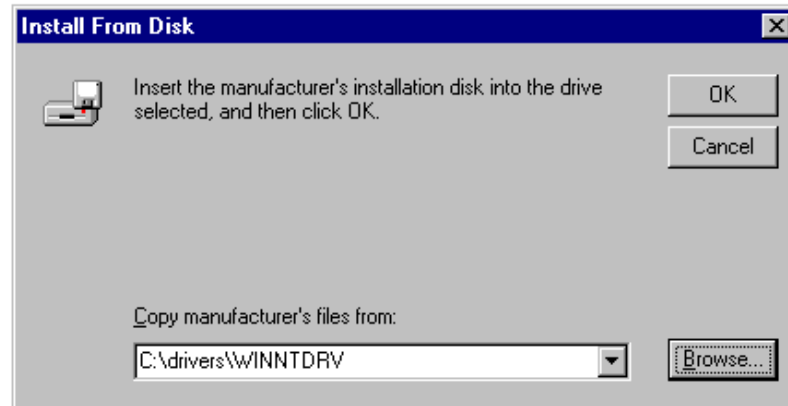 Install From Disk
Insert the manufacturer's installation disk into the drive
selected, and then click OK.
OK
Cancel
Copy manufacturer's files from:
C:\drivers\WINNTDRV
Browse...